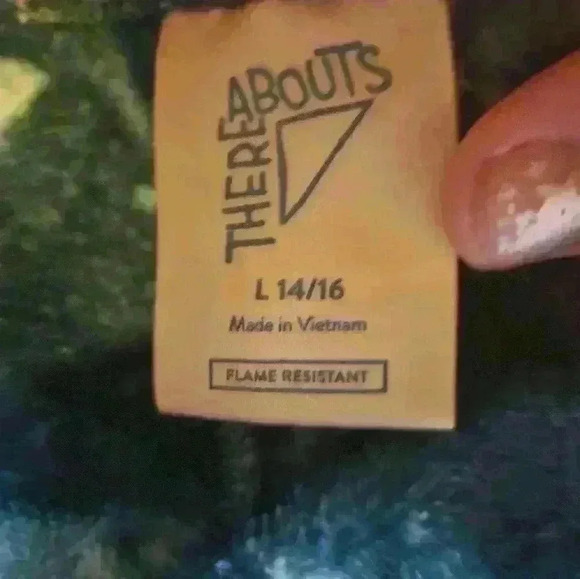 THEREABOUTS
L 14/16
Made in Vietnam
FLAME RESISTANT